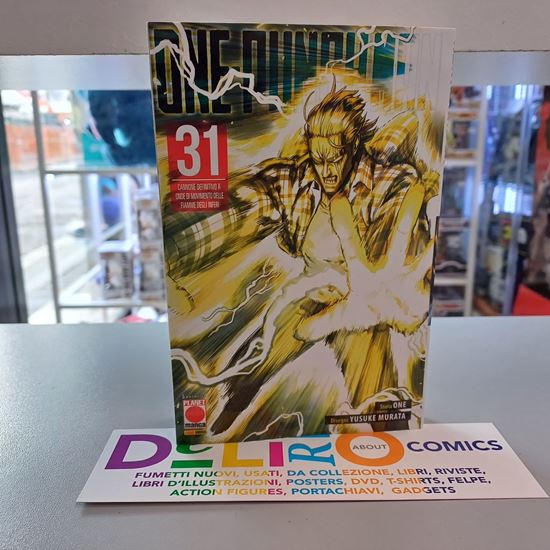 ONE PUNCH MAN
31
CANNONE DEFINITIVO A
ONDE DI MOVIMENTO DELLE
FIAMME DEGLI INFERI
Storia ONE
Disegni YUSUKE MURATA
PLANET
manga
DELIRO
ABOUT
COMICS
FUMETTI NUOVI, USATI, DA COLLEZIONE, LIBRI, RIVISTE,
LIBRI D'ILLUSTRAZIONI, POSTERS, DVD, T-SHIRTS, FELPE,
ACTION FIGURES, PORTACHIAVI, GADGETS